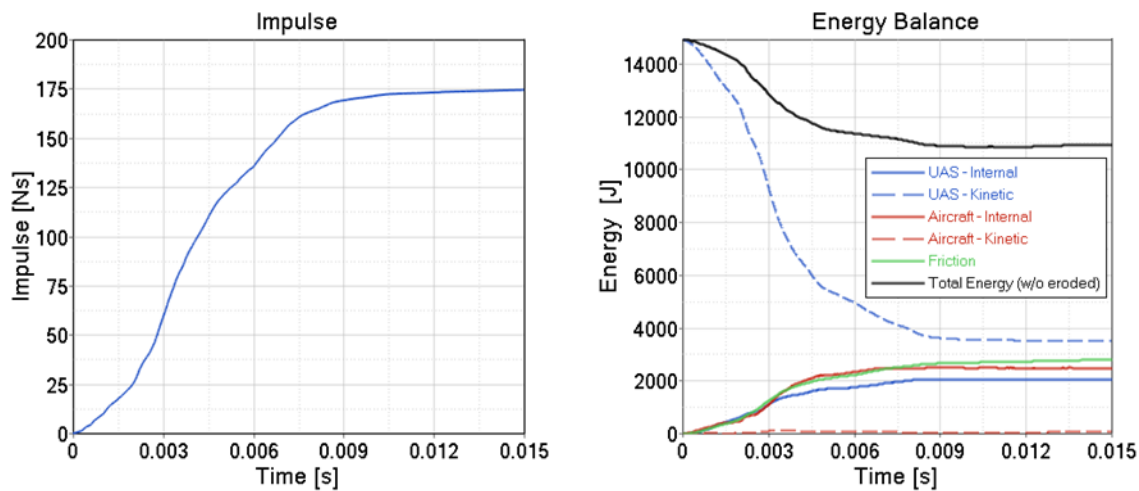 Impulse
200
175
150
125
100
75
50
25
0
Impulse [Ns]
0 0.003 0.006 0.009 0.012 0.015
Time [s]
Energy Balance
14000
12000
10000
8000
6000
4000
2000
0
Energy [J]
UAS - Internal
UAS - Kinetic
Aircraft - Internal
Aircraft - Kinetic
Friction
Total Energy (w/o eroded)
0 0.003 0.006 0.009 0.012 0.015
Time [s]